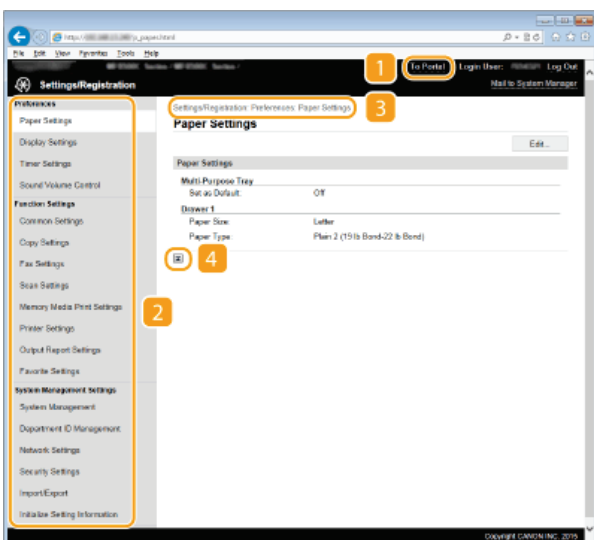 https://
p_paper.html
File Edit View Favorites Tools Help
1
To Portal
Login User:
Log Out
Settings/Registration
Mail to System Manager
Preferences
Paper Settings
Display Settings
Timer Settings
Sound Volume Control
Function Settings
Common Settings
Copy Settings
Fax Settings
Scan Settings
Memory Media Print Settings
Printer Settings
Output Report Settings
Favorite Settings
System Management Settings
System Management
Department ID Management
Network Settings
Security Settings
Import/Export
Initialize Setting Information
2
Settings/Registration: Preferences: Paper Settings
3
Paper Settings
Edit...
Paper Settings
Multi-Purpose Tray
Set as Default: Off
Drawer 1
Paper Size: Letter
Paper Type: Plain 2 (19 lb Bond-22 lb Bond)
4
Copyright CANON INC. 2015